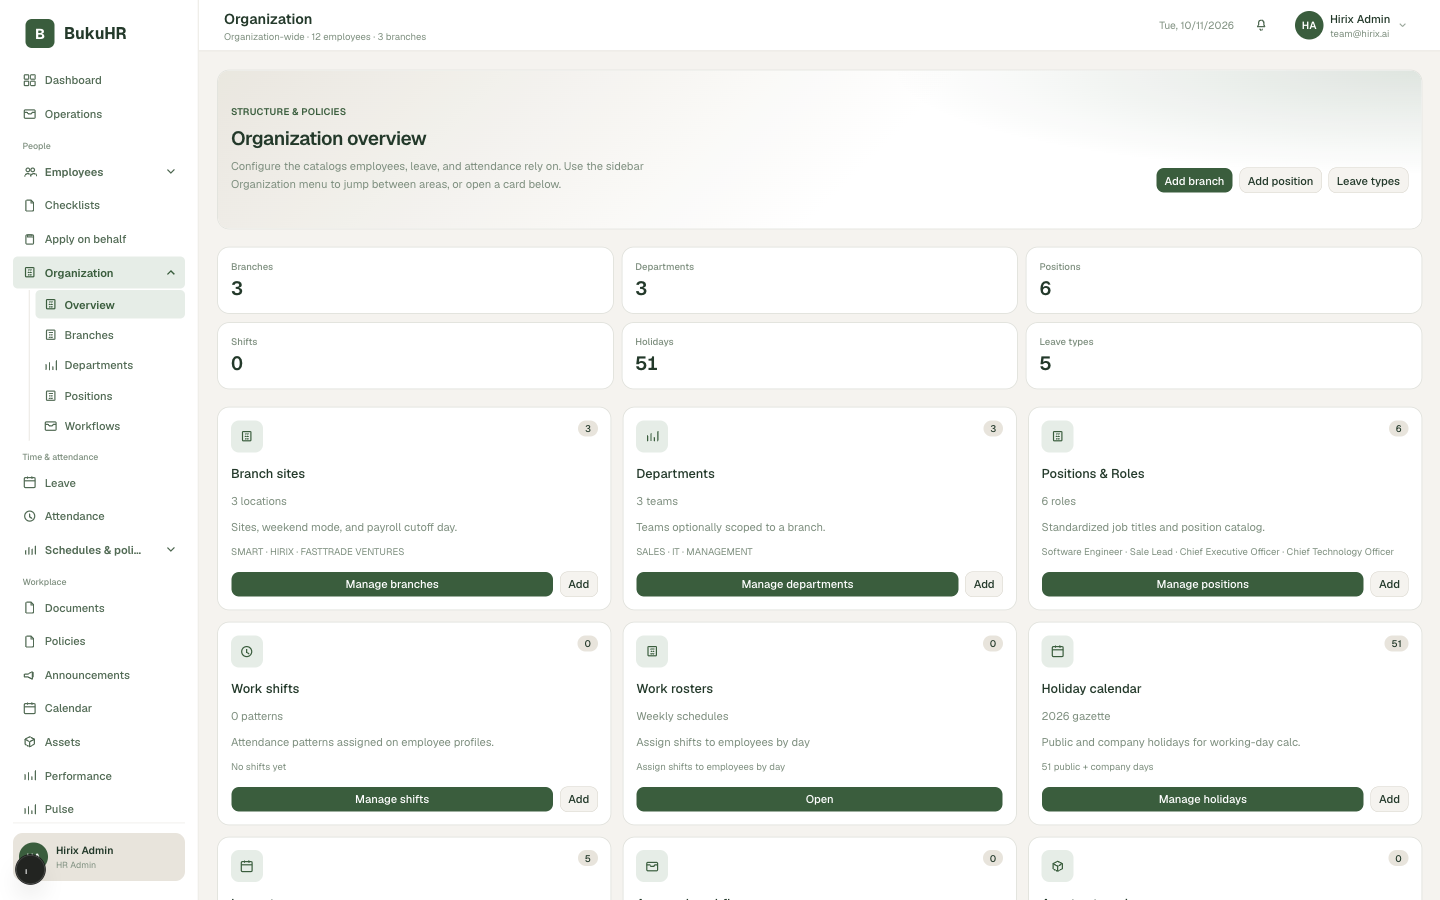 B
BukuHR
Dashboard
Operations
People
Employees
Checklists
Apply on behalf
Organization
Overview
Branches
Departments
Positions
Workflows
Time & attendance
Leave
Attendance
Schedules & poli...
Workplace
Documents
Policies
Announcements
Calendar
Assets
Performance
Pulse
Hirix Admin
HR Admin
Organization
Organization-wide · 12 employees · 3 branches
Tue, 10/11/2026
HA
Hirix Admin
team@hirix.ai
STRUCTURE & POLICIES
Organization overview
Configure the catalogs employees, leave, and attendance rely on. Use the sidebar
Organization menu to jump between areas, or open a card below.
Add branch
Add position
Leave types
Branches
3
Departments
3
Positions
6
Shifts
0
Holidays
51
Leave types
5
3
Branch sites
3 locations
Sites, weekend mode, and payroll cutoff day.
SMART · HIRIX · FASTTRADE VENTURES
Manage branches
Add
3
Departments
3 teams
Teams optionally scoped to a branch.
SALES · IT · MANAGEMENT
Manage departments
Add
6
Positions & Roles
6 roles
Standardized job titles and position catalog.
Software Engineer · Sale Lead · Chief Executive Officer · Chief Technology Officer
Manage positions
Add
0
Work shifts
0 patterns
Attendance patterns assigned on employee profiles.
No shifts yet
Manage shifts
Add
0
Work rosters
Weekly schedules
Assign shifts to employees by day
Assign shifts to employees by day
Open
51
Holiday calendar
2026 gazette
Public and company holidays for working-day calc.
51 public + company days
Manage holidays
Add
5
0
0